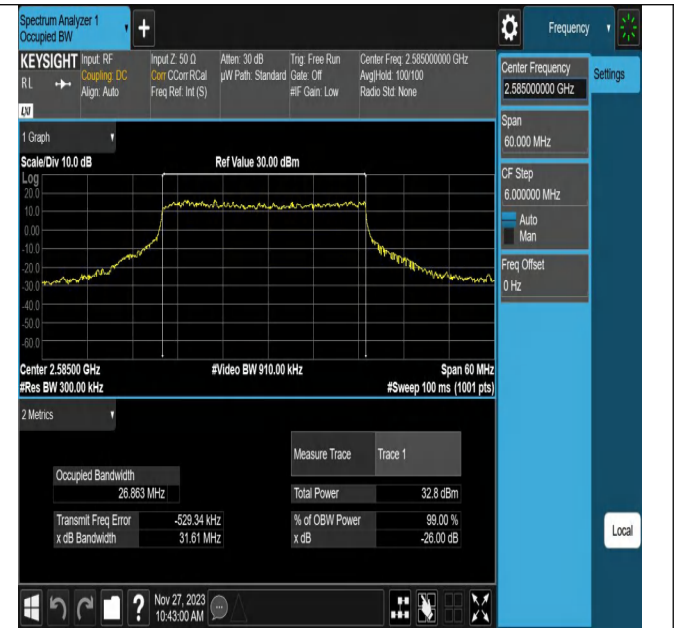 Spectrum Analyzer 1
Occupied BW
+
Frequency
KEYSIGHT Input: RF Input Z: 50 Ω Atten: 30 dB Trig: Free Run Center Freq: 2.585000000 GHz
RL Coupling: DC Corr CCorr RCal µW Path: Standard Gate: Off Avg|Hold: 100/100
Align: Auto Freq Ref: Int (S) #IF Gain: Low Radio Std: None
LXI
Center Frequency
2.585000000 GHz
Settings
Span
60.000 MHz
CF Step
6.000000 MHz
Auto
Man
Freq Offset
0 Hz
1 Graph
Scale/Div 10.0 dB Ref Value 30.00 dBm
Log
20.0
10.0
0.00
-10.0
-20.0
-30.0
-40.0
-50.0
-60.0
Center 2.58500 GHz #Video BW 910.00 kHz Span 60 MHz
#Res BW 300.00 kHz #Sweep 100 ms (1001 pts)
2 Metrics
Measure Trace Trace 1
Occupied Bandwidth
26.863 MHz
Total Power 32.8 dBm
Transmit Freq Error -529.34 kHz % of OBW Power 99.00 %
x dB Bandwidth 31.61 MHz x dB -26.00 dB
Local
? Nov 27, 2023
10:43:00 AM